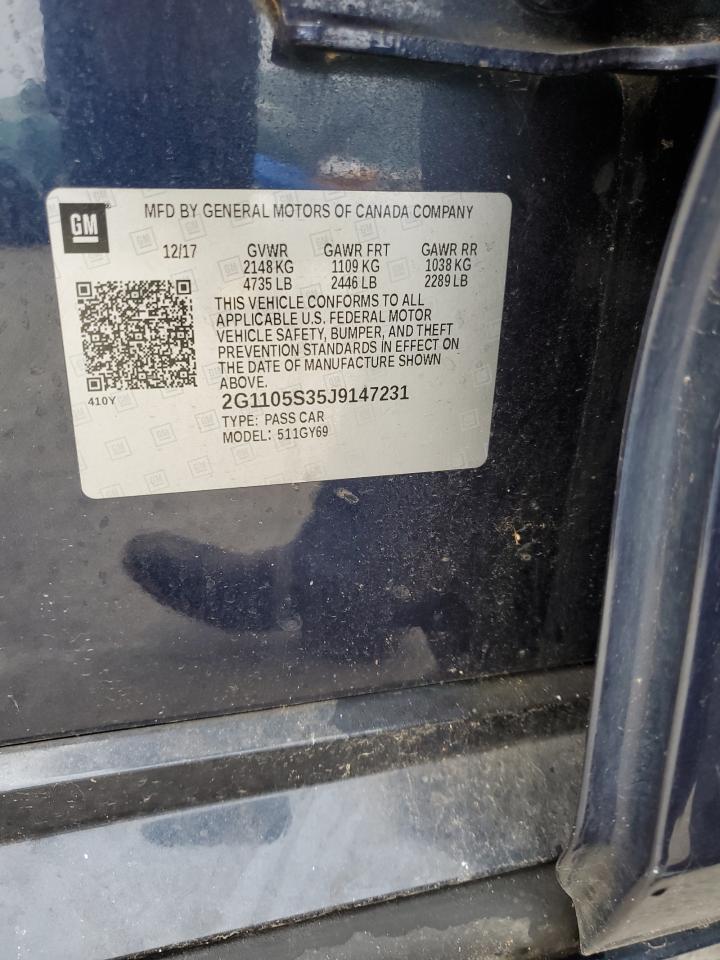 GM
MFD BY GENERAL MOTORS OF CANADA COMPANY
12/17 GVWR GAWR FRT GAWR RR
2148 KG 1109 KG 1038 KG
4735 LB 2446 LB 2289 LB
THIS VEHICLE CONFORMS TO ALL
APPLICABLE U.S. FEDERAL MOTOR
VEHICLE SAFETY, BUMPER, AND THEFT
PREVENTION STANDARDS IN EFFECT ON
THE DATE OF MANUFACTURE SHOWN
ABOVE.
410Y
2G1105S35J9147231
TYPE: PASS CAR
MODEL: 511GY69